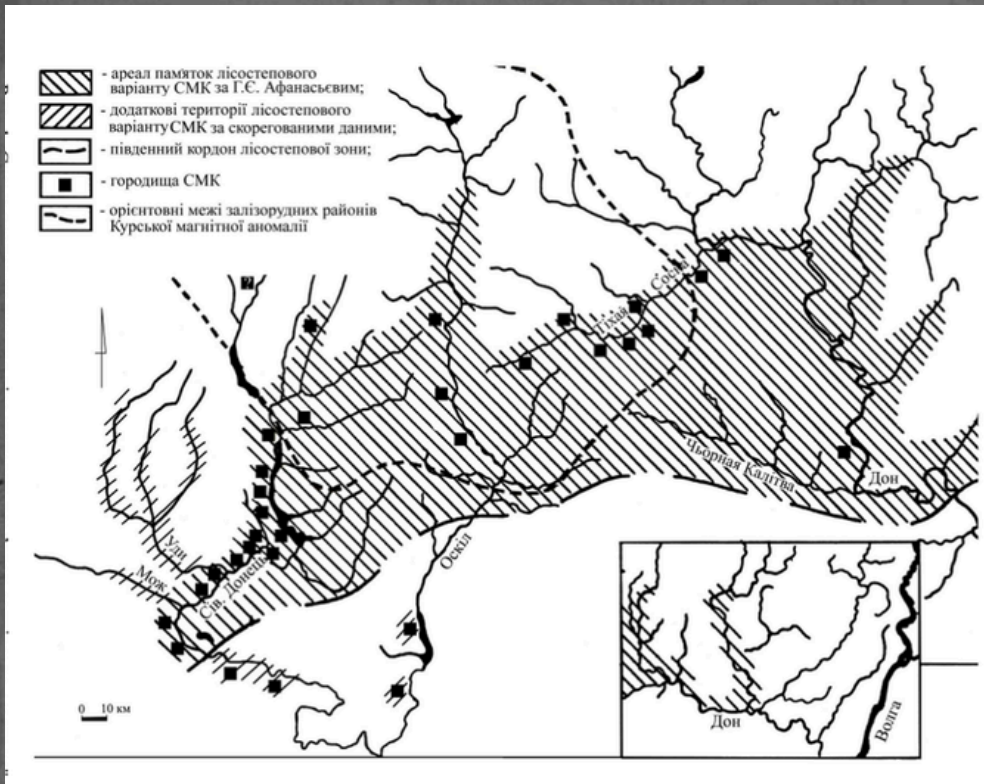 - ареал пам'яток лісостепового
варіанту СМК за Г.Є. Афанасьєвим;
- додаткові території лісостепового
варіанту СМК за скорегованими даними;
- південний кордон лісостепової зони;
- городища СМК
- орієнтовні межі залізорудних районів
Курської магнітної аномалії
?
Тіхая Сосна
Чьорная Калітва
Дон
Уди
Мож
Сів. Донець
Оскіл
0 10 км
Дон
Волга